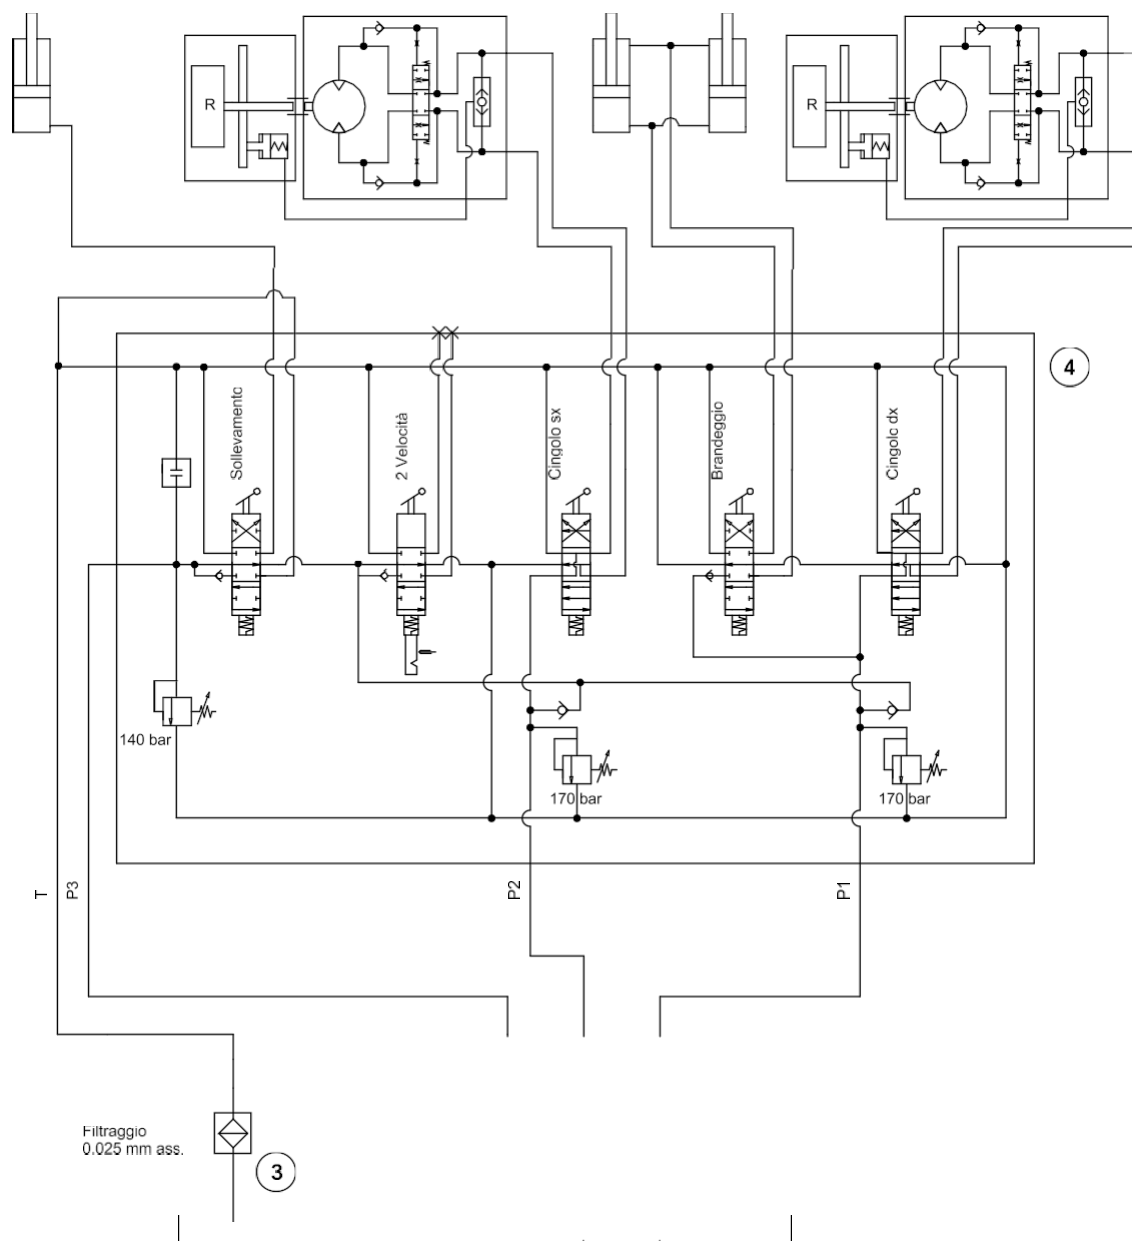 R
R
4
Sollevamento
2 Velocità
Cingolo sx
Brandeggio
Cingolo dx
140 bar
170 bar
170 bar
T
P3
P2
P1
Filtraggio
0.025 mm ass.
3